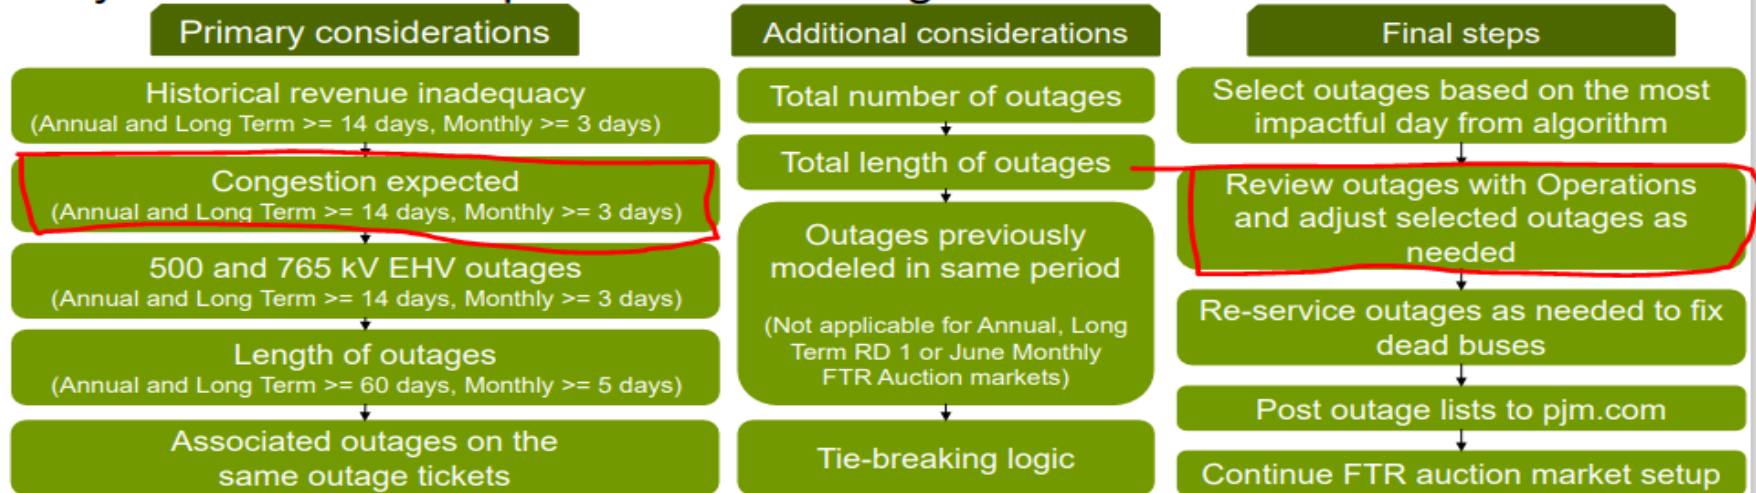 Primary considerations
Historical revenue inadequacy
(Annual and Long Term >= 14 days, Monthly >= 3 days)
Congestion expected
(Annual and Long Term >= 14 days, Monthly >= 3 days)
500 and 765 kV EHV outages
(Annual and Long Term >= 14 days, Monthly >= 3 days)
Length of outages
(Annual and Long Term >= 60 days, Monthly >= 5 days)
Associated outages on the
same outage tickets
Additional considerations
Total number of outages
Total length of outages
Outages previously
modeled in same period
(Not applicable for Annual, Long
Term RD 1 or June Monthly
FTR Auction markets)
Tie-breaking logic
Final steps
Select outages based on the most
impactful day from algorithm
Review outages with Operations
and adjust selected outages as
needed
Re-service outages as needed to fix
dead buses
Post outage lists to pjm.com
Continue FTR auction market setup